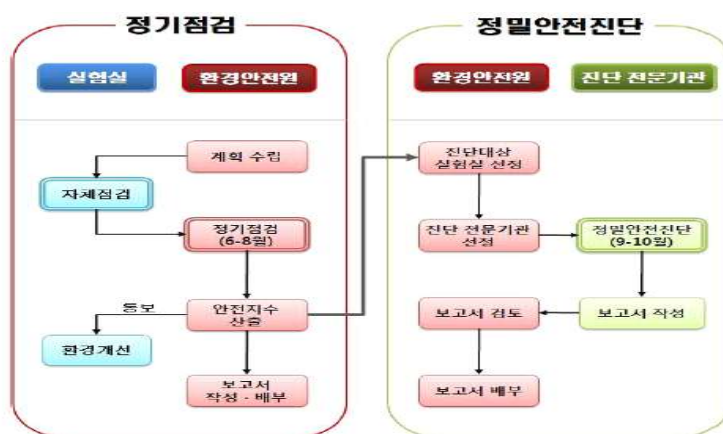 정기점검
실험실
환경안전원
계획 수립
자체점검
정기점검
(6-8월)
통보
안전지수
산출
환경개선
보고서
작성 · 배부
정밀안전진단
환경안전원
진단 전문기관
진단대상
실험실 선정
진단 전문기관
선정
정밀안전진단
(9-10월)
보고서 검토
보고서 작성
보고서 배부